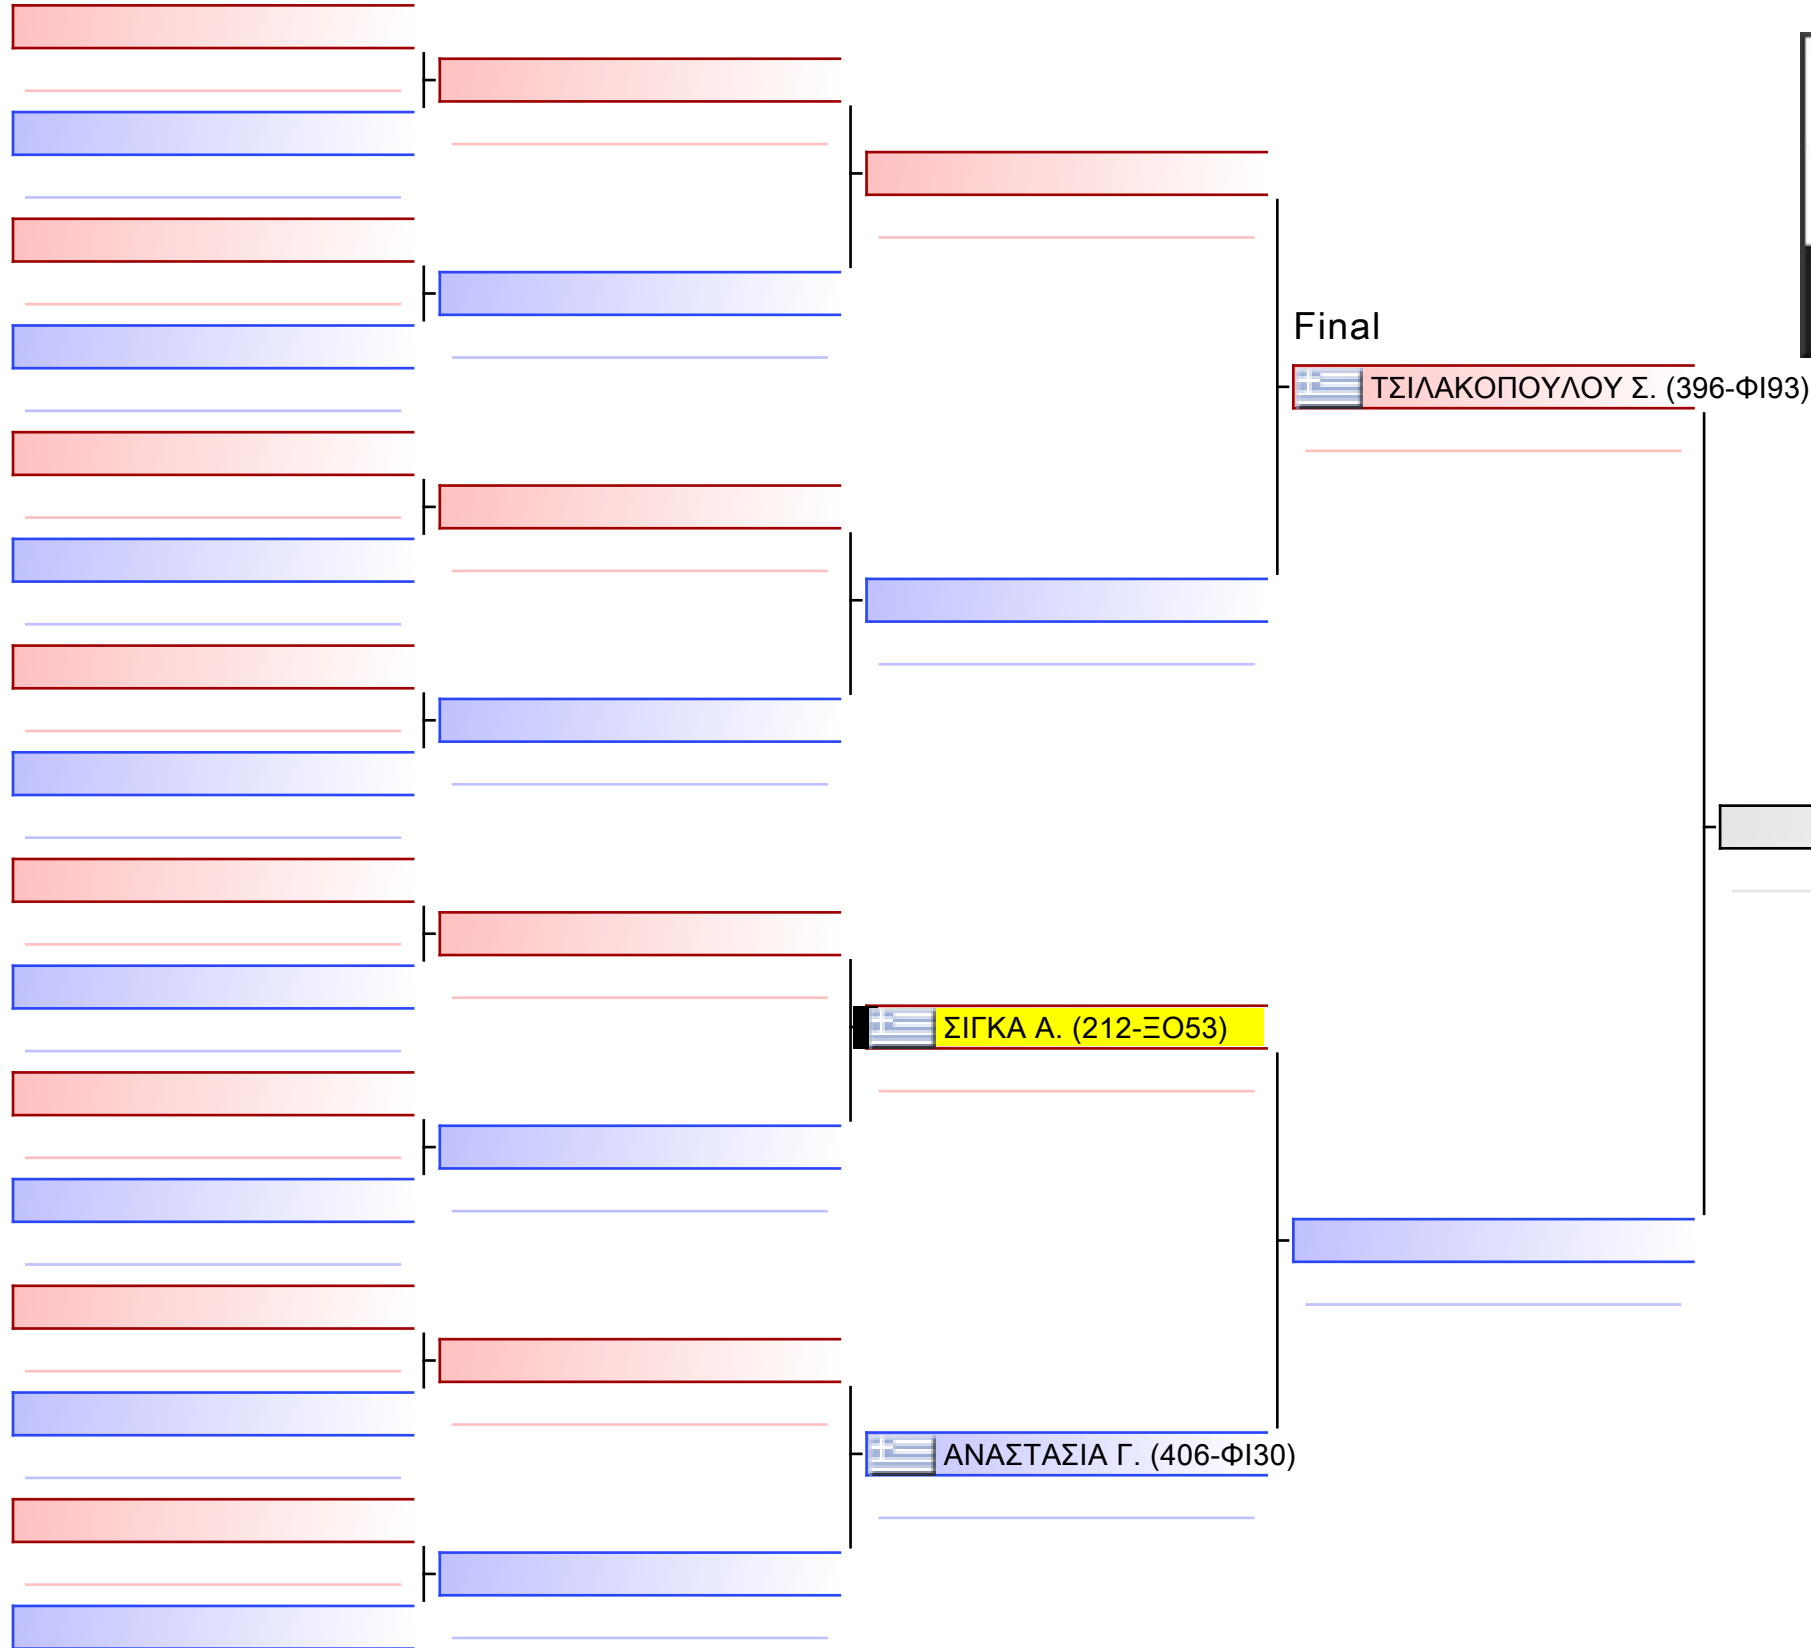 Final
ΤΣΙΛΑΚΟΠΟΥΛΟΥ Σ. (396-ΦΙ93)
ΣΙΓΚΑ Α. (212-ΞΟ53)
ΑΝΑΣΤΑΣΙΑ Γ. (406-ΦΙ30)